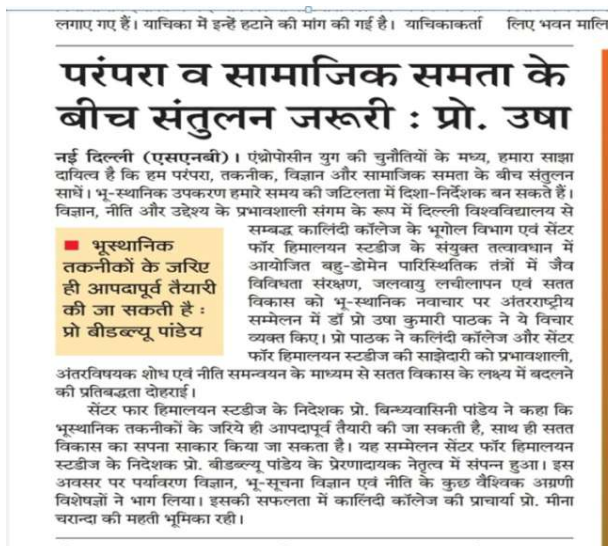 लगाए गए हैं। याचिका में इन्हें हटाने की मांग की गई है। याचिकाकर्ता
लिए भवन मालि
परंपरा व सामाजिक समता के
बीच संतुलन जरूरी : प्रो. उषा
नई दिल्ली (एसएनबी)। एंथ्रोपोसीन युग की चुनौतियों के मध्य, हमारा साझा
दायित्व है कि हम परंपरा, तकनीक, विज्ञान और सामाजिक समता के बीच संतुलन
साधें। भू-स्थानिक उपकरण हमारे समय की जटिलता में दिशा-निर्देशक बन सकते हैं।
विज्ञान, नीति और उद्देश्य के प्रभावशाली संगम के रूप में दिल्ली विश्वविद्यालय से
सम्बद्ध कालिंदी कॉलेज के भूगोल विभाग एवं सेंटर
फॉर हिमालयन स्टडीज के संयुक्त तत्वावधान में
आयोजित बहु-डोमेन पारिस्थितिक तंत्रों में जैव
विविधता संरक्षण, जलवायु लचीलापन एवं सतत
विकास को भू-स्थानिक नवाचार पर अंतरराष्ट्रीय
सम्मेलन में डॉ प्रो उषा कुमारी पाठक ने ये विचार
व्यक्त किए। प्रो पाठक ने कलिंदी कॉलेज और सेंटर
फॉर हिमालयन स्टडीज की साझेदारी को प्रभावशाली,
भूस्थानिक
तकनीकों के जरिए
ही आपदापूर्व तैयारी
की जा सकती है :
प्रो बीडब्ल्यू पांडेय
अंतरविषयक शोध एवं नीति समन्वयन के माध्यम से सतत विकास के लक्ष्य में बदलने
की प्रतिबद्धता दोहराई।
सेंटर फार हिमालयन स्टडीज के निदेशक प्रो. बिन्ध्यवासिनी पांडेय ने कहा कि
भूस्थानिक तकनीकों के जरिये ही आपदापूर्व तैयारी की जा सकती है, साथ ही सतत
विकास का सपना साकार किया जा सकता है। यह सम्मेलन सेंटर फॉर हिमालयन
स्टडीज के निदेशक प्रो. बीडब्ल्यू पांडेय के प्रेरणादायक नेतृत्व में संपन्न हुआ। इस
अवसर पर पर्यावरण विज्ञान, भू-सूचना विज्ञान एवं नीति के कुछ वैश्विक अग्रणी
विशेषज्ञों ने भाग लिया। इसकी सफलता में कालिदी कॉलेज की प्राचार्या प्रो. मीना
चरान्दा की महती भूमिका रही।